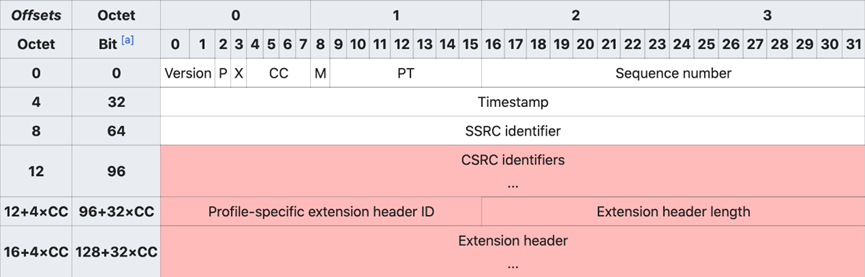 Offsets Octet 0 1 2 3
Octet Bit [a] 0 1 2 3 4 5 6 7 8 9 10 11 12 13 14 15 16 17 18 19 20 21 22 23 24 25 26 27 28 29 30 31
0 0 Version P X CC M PT Sequence number
4 32 Timestamp
8 64 SSRC identifier
12 96 CSRC identifiers
...
12+4×CC 96+32×CC Profile-specific extension header ID Extension header length
16+4×CC 128+32×CC Extension header
...